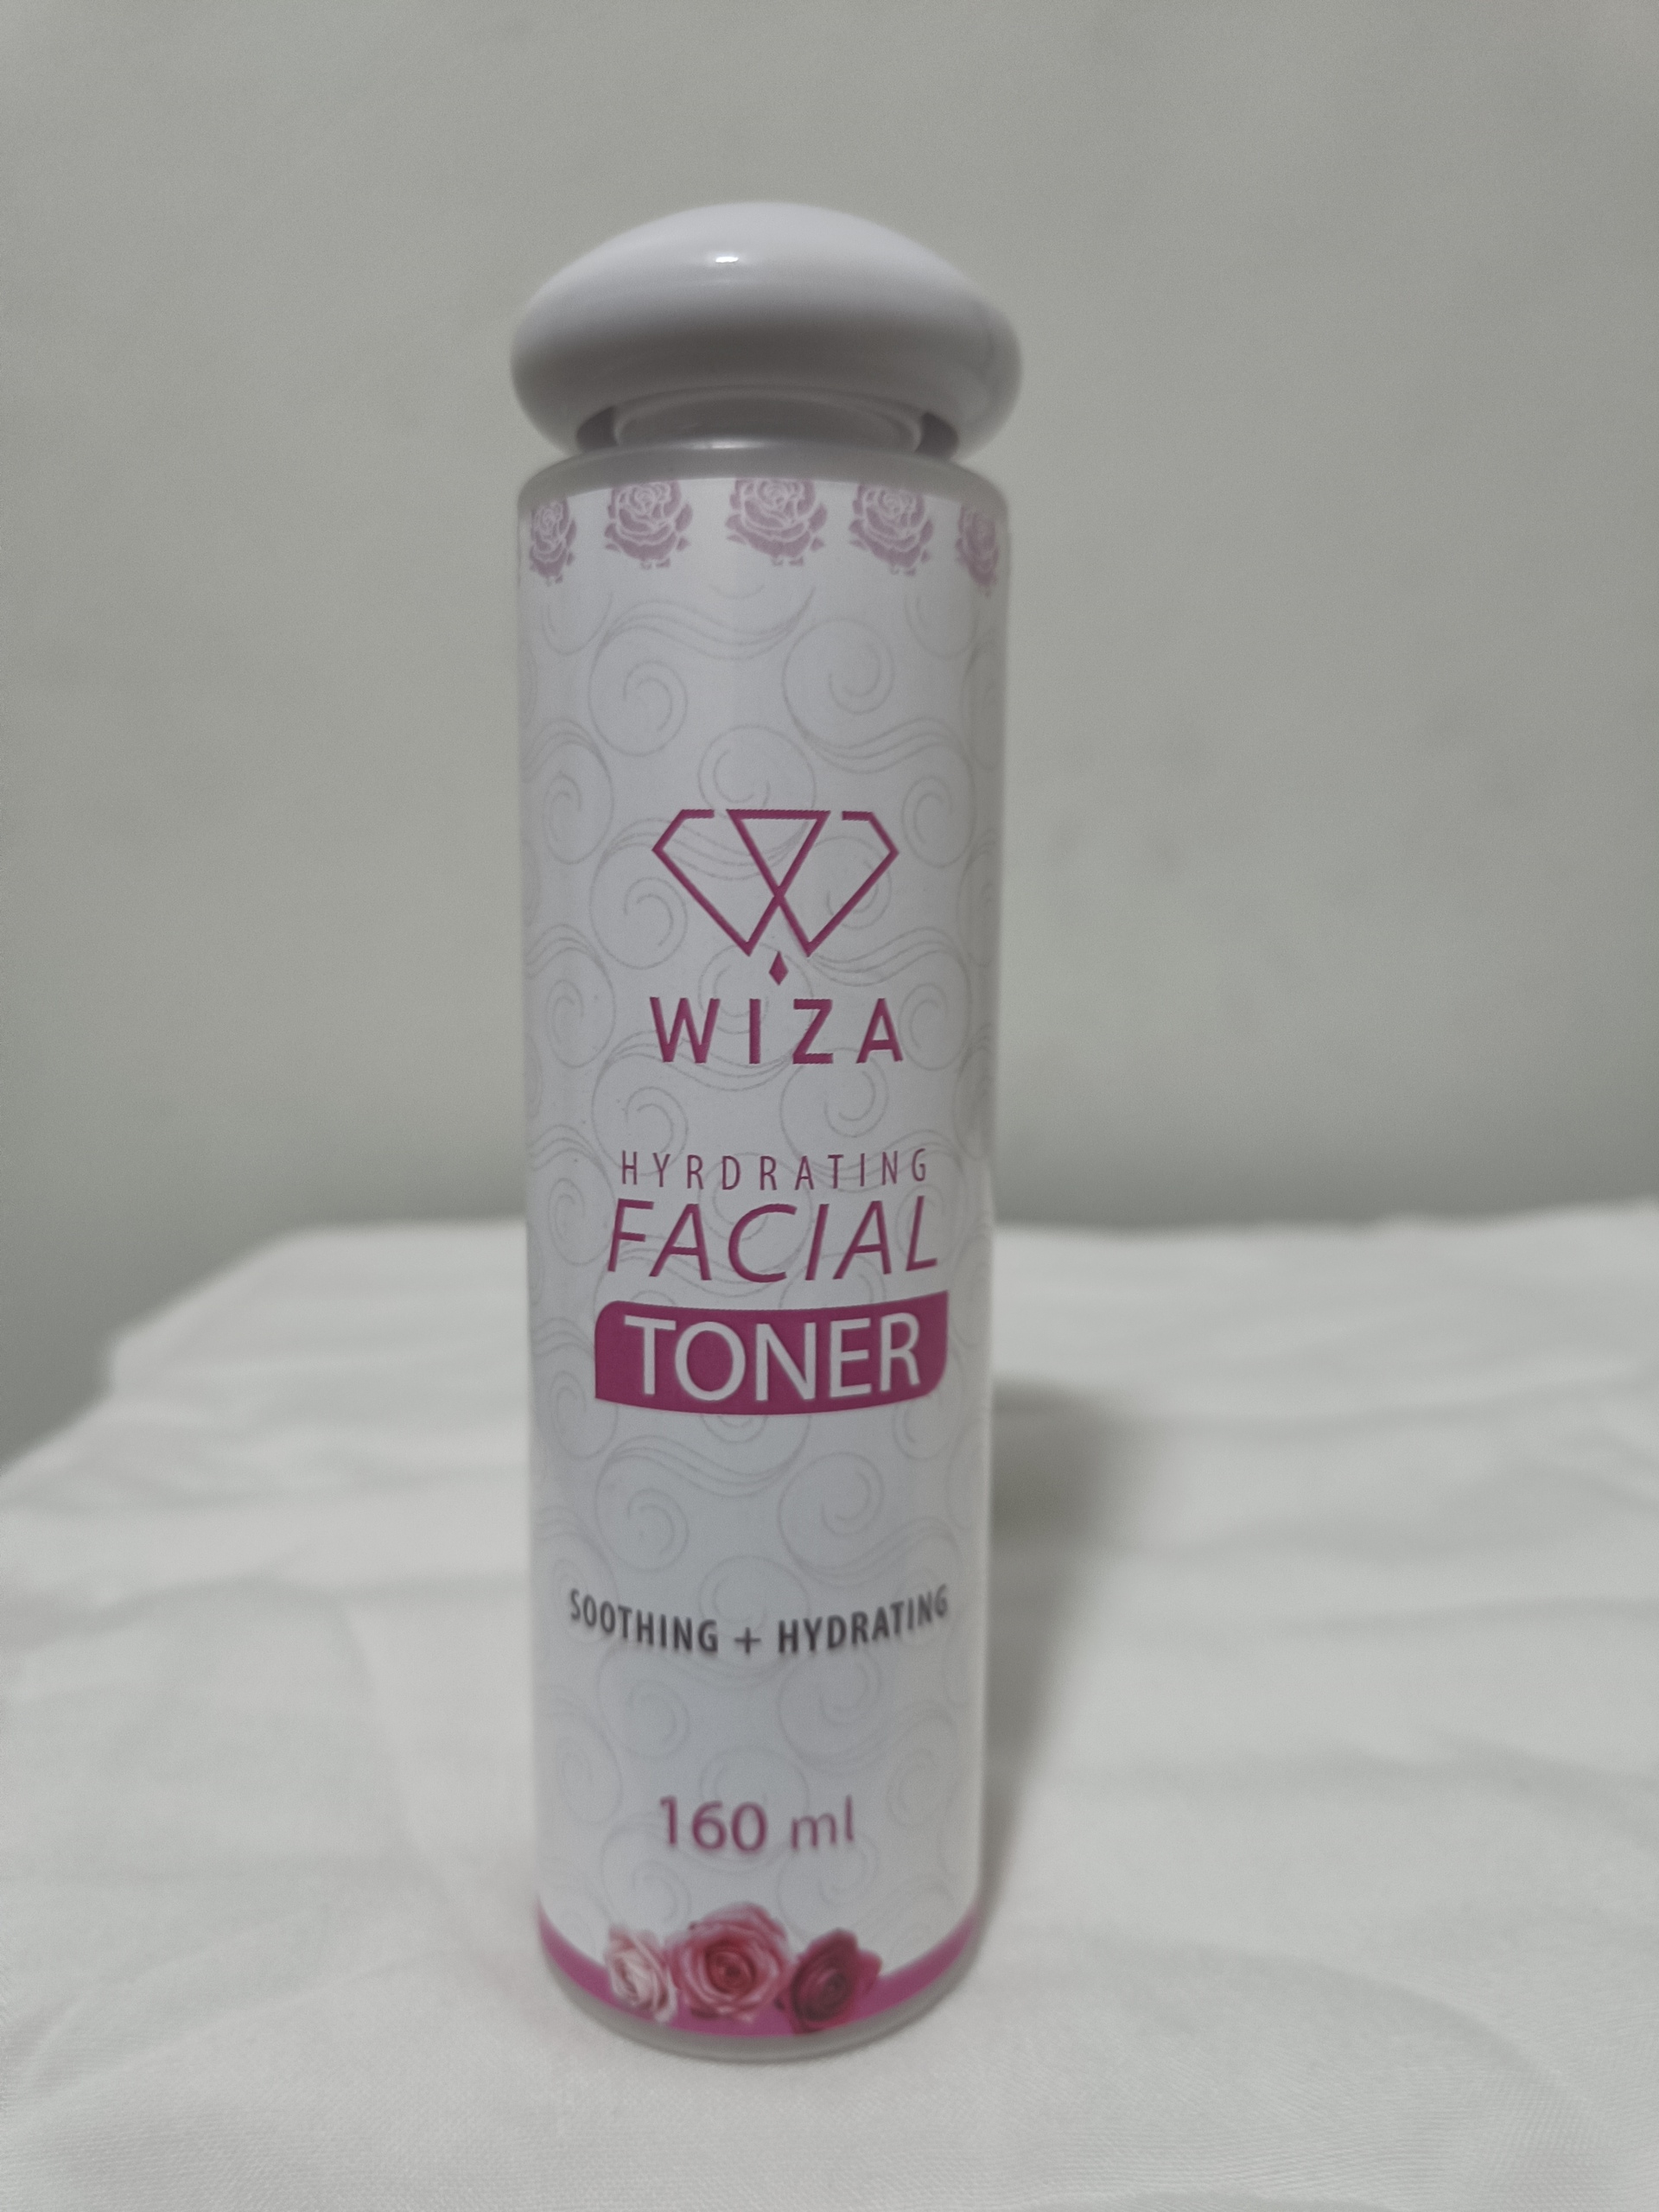 WIZA
HYRDRATING
FACIAL
TONER
SOOTHING + HYDRATING
160 ml